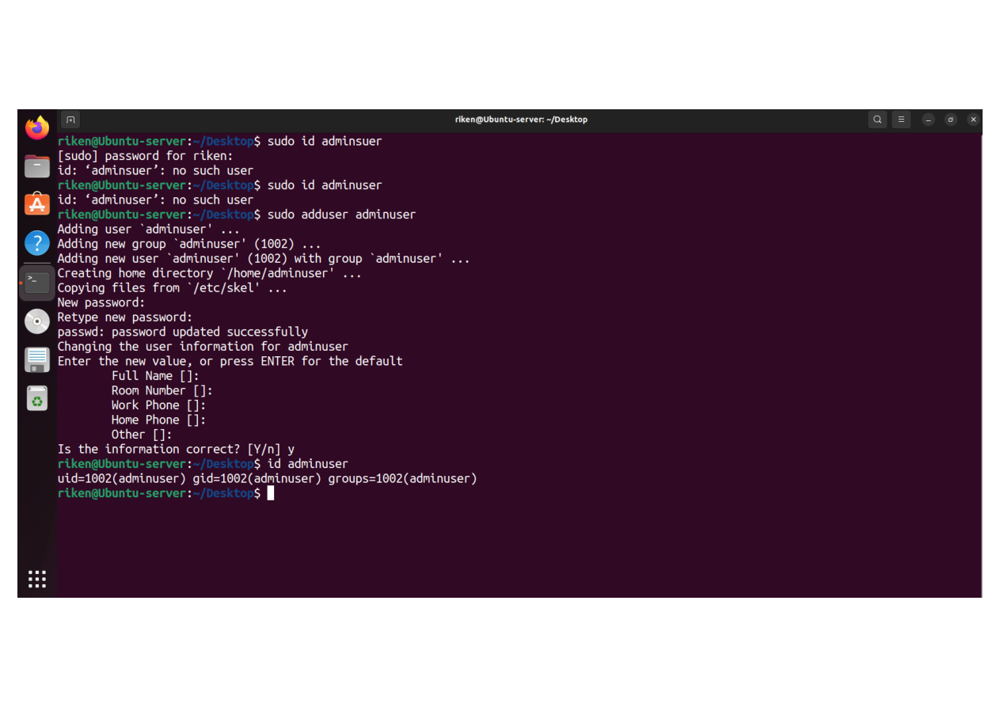 riken@Ubuntu-server: ~/Desktop
riken@Ubuntu-server:~/Desktop$ sudo id adminsuer
[sudo] password for riken:
id: ‘adminsuer’: no such user
riken@Ubuntu-server:~/Desktop$ sudo id adminuser
id: ‘adminuser’: no such user
riken@Ubuntu-server:~/Desktop$ sudo adduser adminuser
Adding user `adminuser' ...
Adding new group `adminuser' (1002) ...
Adding new user `adminuser' (1002) with group `adminuser' ...
Creating home directory `/home/adminuser' ...
Copying files from `/etc/skel' ...
New password:
Retype new password:
passwd: password updated successfully
Changing the user information for adminuser
Enter the new value, or press ENTER for the default
Full Name []:
Room Number []:
Work Phone []:
Home Phone []:
Other []:
Is the information correct? [Y/n] y
riken@Ubuntu-server:~/Desktop$ id adminuser
uid=1002(adminuser) gid=1002(adminuser) groups=1002(adminuser)
riken@Ubuntu-server:~/Desktop$